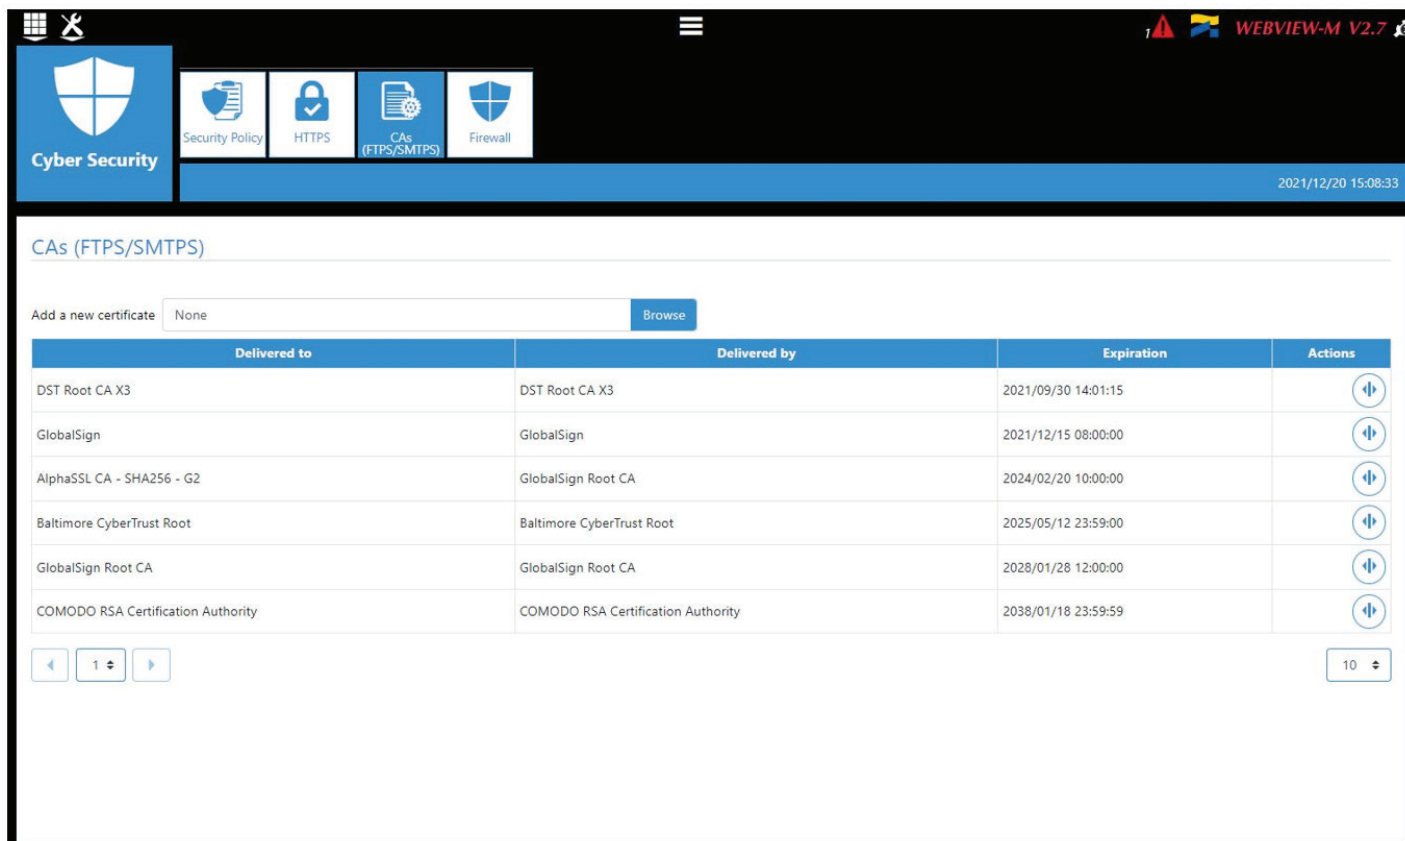 1 WEBVIEW-M V2.7
Cyber Security
Security Policy HTTPS CAs Firewall
(FTPS/SMTPS)
2021/12/20 15:08:33
CAs (FTPS/SMTPS)
Add a new certificate None Browse
Delivered to Delivered by Expiration Actions
DST Root CA X3 DST Root CA X3 2021/09/30 14:01:15
GlobalSign GlobalSign 2021/12/15 08:00:00
AlphaSSL CA - SHA256 - G2 GlobalSign Root CA 2024/02/20 10:00:00
Baltimore CyberTrust Root Baltimore CyberTrust Root 2025/05/12 23:59:00
GlobalSign Root CA GlobalSign Root CA 2028/01/28 12:00:00
COMODO RSA Certification Authority COMODO RSA Certification Authority 2038/01/18 23:59:59
1 10